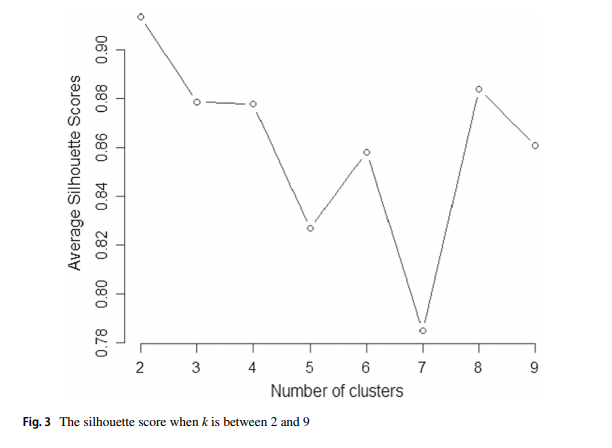 Average Silhouette Scores
0.90
0.88
0.86
0.84
0.82
0.80
0.78
2 3 4 5 6 7 8 9
Number of clusters
Fig. 3 The silhouette score when k is between 2 and 9